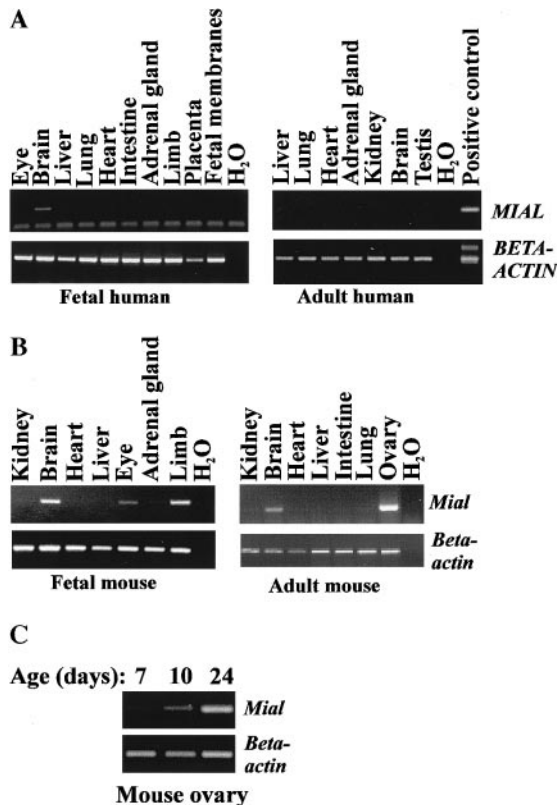 A
Eye
Brain
Liver
Lung
Heart
Intestine
Adrenal gland
Limb
Placenta
Fetal membranes
H2O
Liver
Lung
Heart
Adrenal gland
Kidney
Brain
Testis
H2O
Positive control
MIAL
BETA-
ACTIN
Fetal human
Adult human
B
Kidney
Brain
Heart
Liver
Eye
Adrenal gland
Limb
H2O
Kidney
Brain
Heart
Liver
Intestine
Lung
Ovary
H2O
Mial
Beta-
actin
Fetal mouse
Adult mouse
C
Age (days): 7 10 24
Mial
Beta-
actin
Mouse ovary